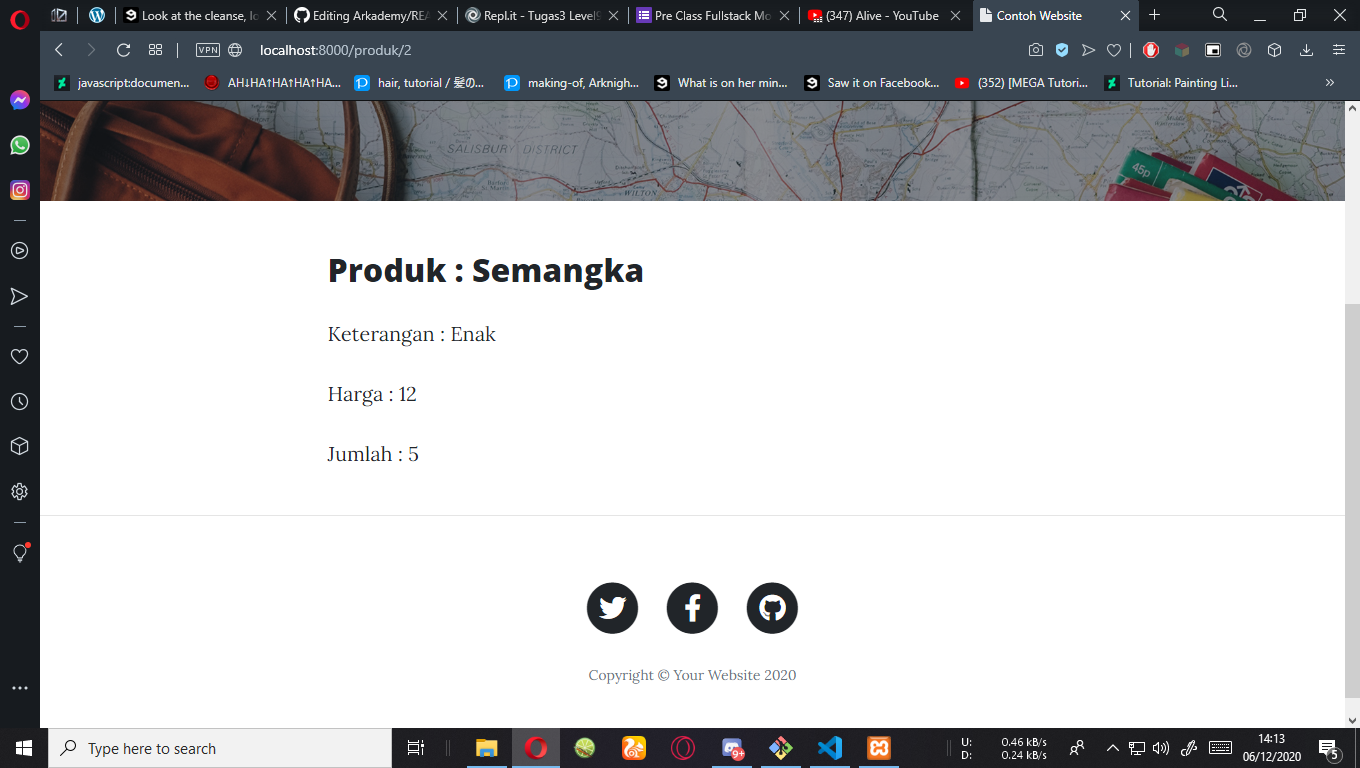 Look at the cleanse, lo
Editing Arkademy/REA
Repl.it - Tugas3 Level
Pre Class Fullstack Mo
(347) Alive - YouTube
Contoh Website
VPN
localhost:8000/produk/2
javascript:documen...
AH↓HA↑HA↑HA↑HA...
hair, tutorial / 髪の...
making-of, Arknigh...
What is on her min...
Saw it on Facebook...
(352) [MEGA Tutori...
Tutorial: Painting Li...
SALISBURY DISTRICT
WILTON
45p
Produk : Semangka
Keterangan : Enak
Harga : 12
Jumlah : 5
Copyright © Your Website 2020
Type here to search
9+
U: 0.46 kB/s
D: 0.24 kB/s
14:13
06/12/2020
5